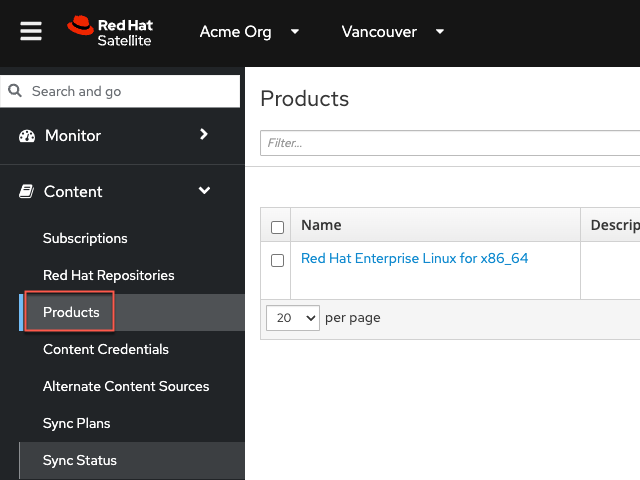 Red Hat
Satellite
Acme Org
Vancouver
Search and go
Monitor
Content
Subscriptions
Red Hat Repositories
Products
Content Credentials
Alternate Content Sources
Sync Plans
Sync Status
Products
Filter...
Name
Descrip
Red Hat Enterprise Linux for x86_64
20 per page